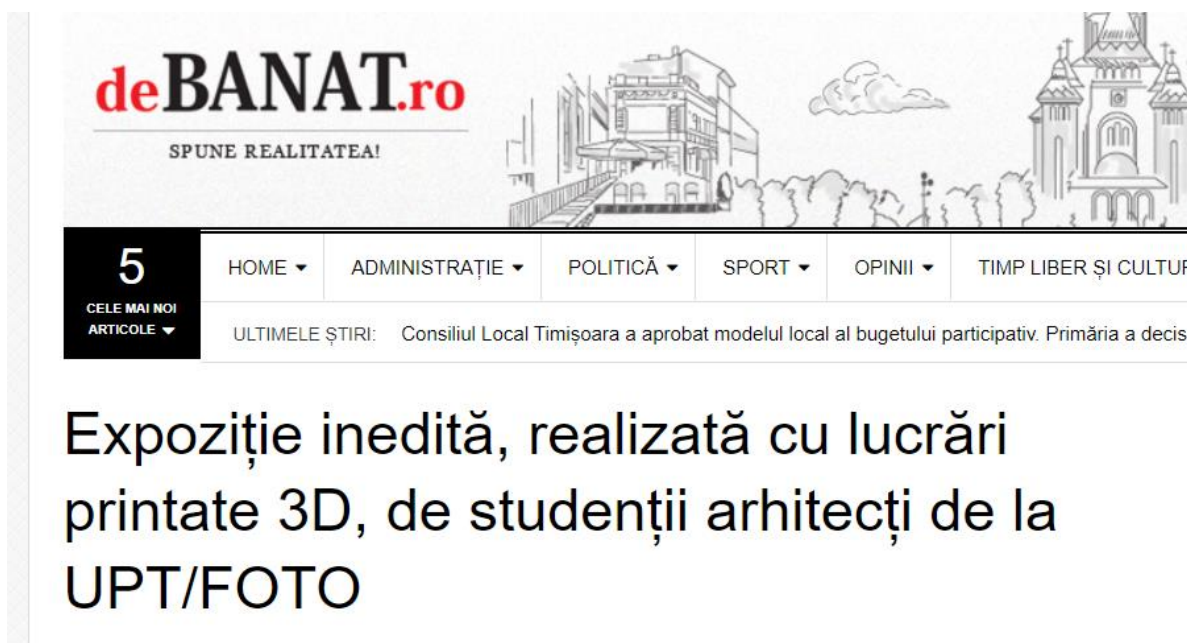 deBANAT.ro
SPUNE REALITATEA!
5
CELE MAI NOI
ARTICOLE
HOME ADMINISTRAȚIE POLITICĂ SPORT OPINII TIMP LIBER ȘI CULTUR
ULTIMELE ȘTIRI: Consiliul Local Timișoara a aprobat modelul local al bugetului participativ. Primăria a decis
Expoziție inedită, realizată cu lucrări
printate 3D, de studenții arhitecți de la
UPT/FOTO